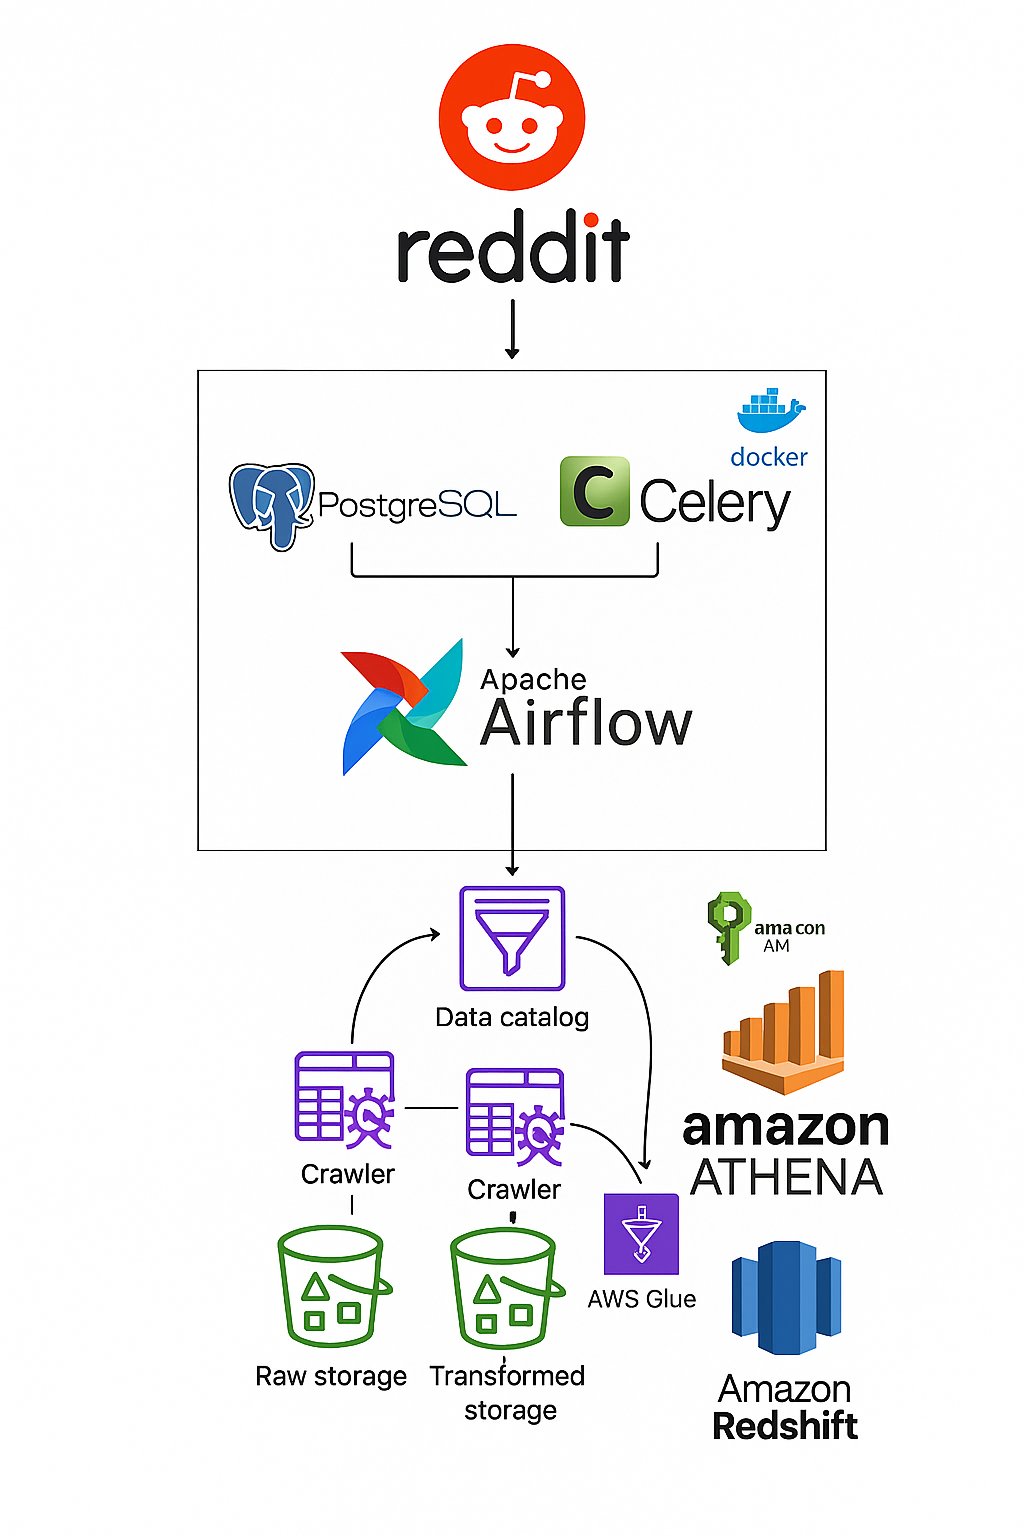 reddit
docker
PostgreSQL
Celery
Apache
Airflow
Data catalog
ama con
AM
Crawler
Crawler
amazon
ATHENA
AWS Glue
Raw storage
Transformed
storage
Amazon
Redshift